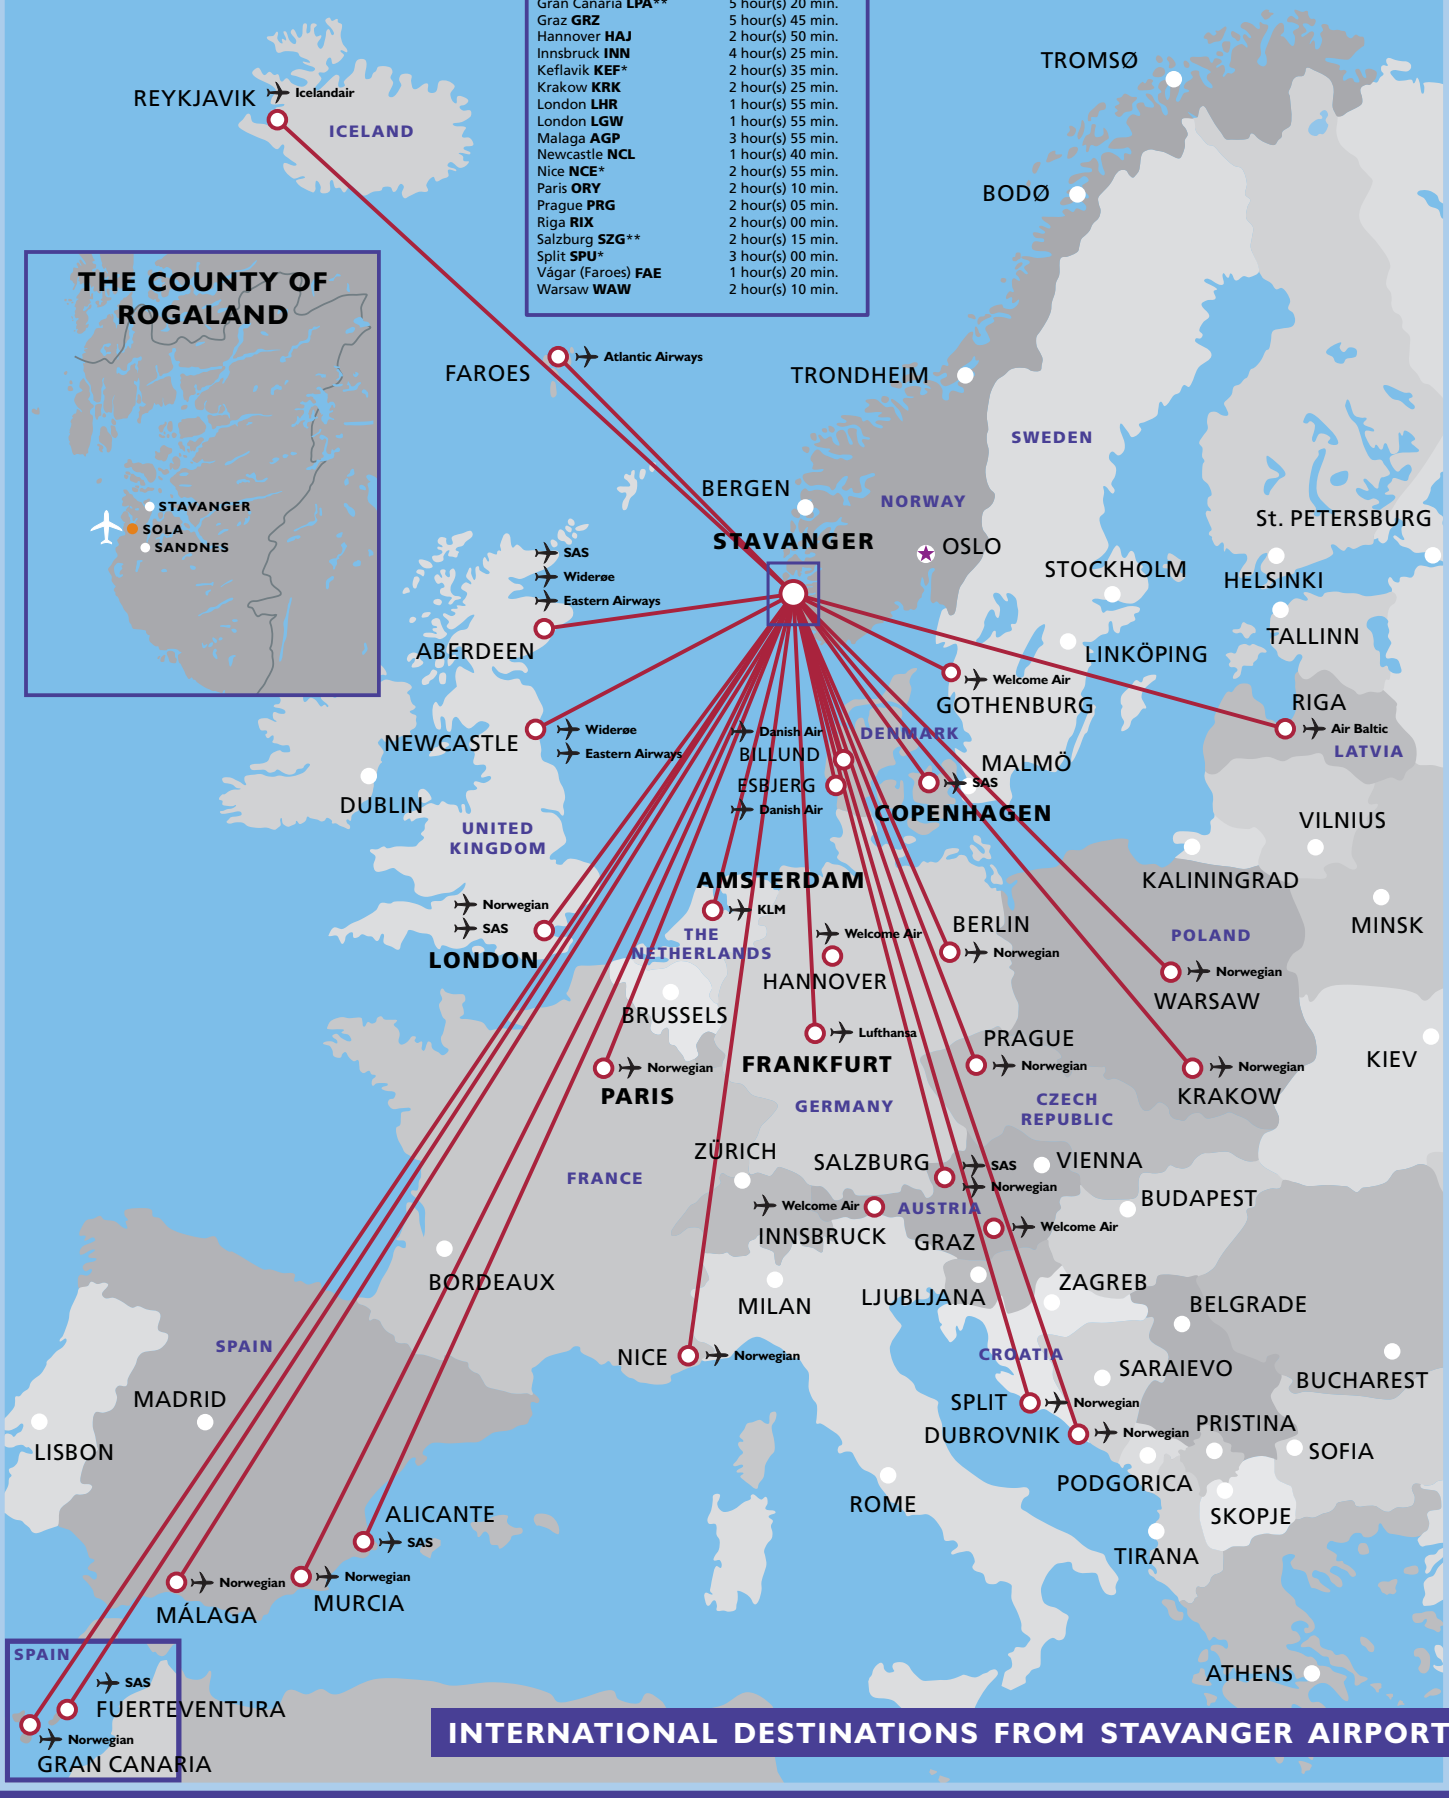 Gran Canaria LPA** 5 hour(s) 20 min.
Graz GRZ 5 hour(s) 45 min.
Hannover HAJ 2 hour(s) 50 min.
Innsbruck INN 4 hour(s) 25 min.
Keflavik KEF* 2 hour(s) 35 min.
Krakow KRK 2 hour(s) 25 min.
London LHR 1 hour(s) 55 min.
London LGW 1 hour(s) 55 min.
Malaga AGP 3 hour(s) 55 min.
Newcastle NCL 1 hour(s) 40 min.
Nice NCE* 2 hour(s) 55 min.
Paris ORY 2 hour(s) 10 min.
Prague PRG 2 hour(s) 05 min.
Riga RIX 2 hour(s) 00 min.
Salzburg SZG** 2 hour(s) 15 min.
Split SPU* 3 hour(s) 00 min.
Vágar (Faroes) FAE 1 hour(s) 20 min.
Warsaw WAW 2 hour(s) 10 min.
TROMSØ
REYKJAVIK
Icelandair
ICELAND
BODØ
THE COUNTY OF
ROGALAND
STAVANGER
SOLA
SANDNES
FAROES
Atlantic Airways
TRONDHEIM
SWEDEN
BERGEN
NORWAY
STAVANGER
OSLO
St. PETERSBURG
STOCKHOLM
HELSINKI
TALLINN
LINKÖPING
SAS
Widerøe
Eastern Airways
ABERDEEN
Welcome Air
GOTHENBURG
RIGA
Air Baltic
LATVIA
Widerøe
NEWCASTLE
Eastern Airways
Danish Air
BILLUND
DENMARK
ESBJERG
Danish Air
MALMÖ
SAS
COPENHAGEN
DUBLIN
UNITED
KINGDOM
VILNIUS
KALININGRAD
MINSK
AMSTERDAM
KLM
THE
NETHERLANDS
Norwegian
SAS
LONDON
Welcome Air
HANNOVER
BERLIN
Norwegian
POLAND
Norwegian
WARSAW
BRUSSELS
Lufthansa
FRANKFURT
PRAGUE
Norwegian
KIEV
Norwegian
PARIS
Norwegian
KRAKOW
GERMANY
CZECH
REPUBLIC
ZÜRICH
SALZBURG
SAS
Norwegian
VIENNA
FRANCE
Welcome Air
INNSBRUCK
AUSTRIA
GRAZ
Welcome Air
BUDAPEST
BORDEAUX
MILAN
LJUBLJANA
ZAGREB
BELGRADE
SPAIN
NICE
Norwegian
CROATIA
SARAIEVO
BUCHAREST
MADRID
SPLIT
Norwegian
DUBROVNIK
Norwegian
PRISTINA
LISBON
SOFIA
PODGORICA
ROME
SKOPJE
ALICANTE
SAS
TIRANA
Norwegian
MÁLAGA
Norwegian
MURCIA
SPAIN
SAS
FUERTEVENTURA
Norwegian
GRAN CANARIA
ATHENS
INTERNATIONAL DESTINATIONS FROM STAVANGER AIRPORT